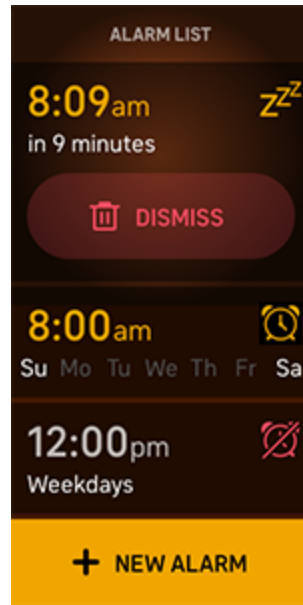 ALARM LIST
8:09am zzz
in 9 minutes
DISMISS
8:00am
Su Mo Tu We Th Fr Sa
12:00pm
Weekdays
+ NEW ALARM